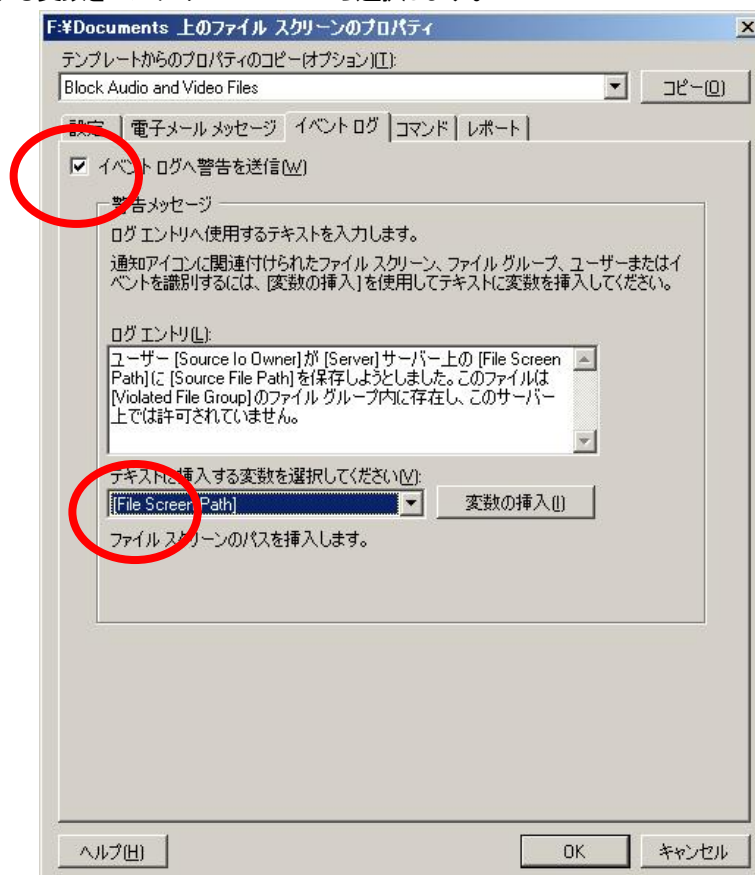 F:¥Documents 上のファイル スクリーンのプロパティ
テンプレートからのプロパティのコピー(オプション)(T):
Block Audio and Video Files
コピー(O)
設定
電子メール メッセージ
イベント ログ
コマンド
レポート
イベント ログへ警告を送信(W)
警告メッセージ
ログ エントリへ使用するテキストを入力します。
通知アイコンに関連付けられたファイル スクリーン、ファイル グループ、ユーザーまたはイ
ベントを識別するには、[変数の挿入] を使用してテキストに変数を挿入してください。
ログ エントリ(L):
ユーザー [Source Io Owner] が [Server] サーバー上の [File Screen
Path] に [Source File Path] を保存しようとしました。このファイルは
[Violated File Group] のファイル グループ内に存在し、このサーバー
上では許可されていません。
テキストに挿入する変数を選択してください(V):
[File Screen Path]
変数の挿入(I)
ファイル スクリーンのパスを挿入します。
ヘルプ(H)
OK
キャンセル